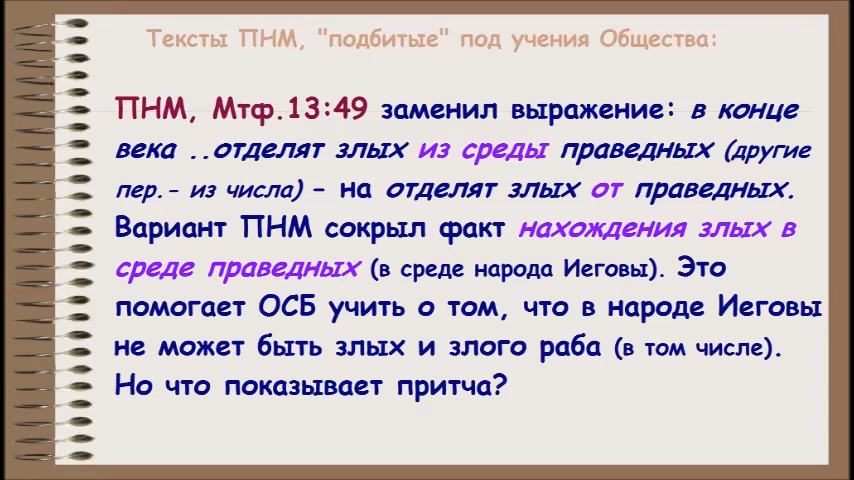 Тексты ПНМ, "подбитые" под учения Общества:
ПНМ, Мтф.13:49 заменил выражение: в конце
века ..отделят злых из среды праведных (другие
пер.- из числа) – на отделят злых от праведных.
Вариант ПНМ сокрыл факт нахождения злых в
среде праведных (в среде народа Иеговы). Это
помогает ОСБ учить о том, что в народе Иеговы
не может быть злых и злого раба (в том числе).
Но что показывает притча?